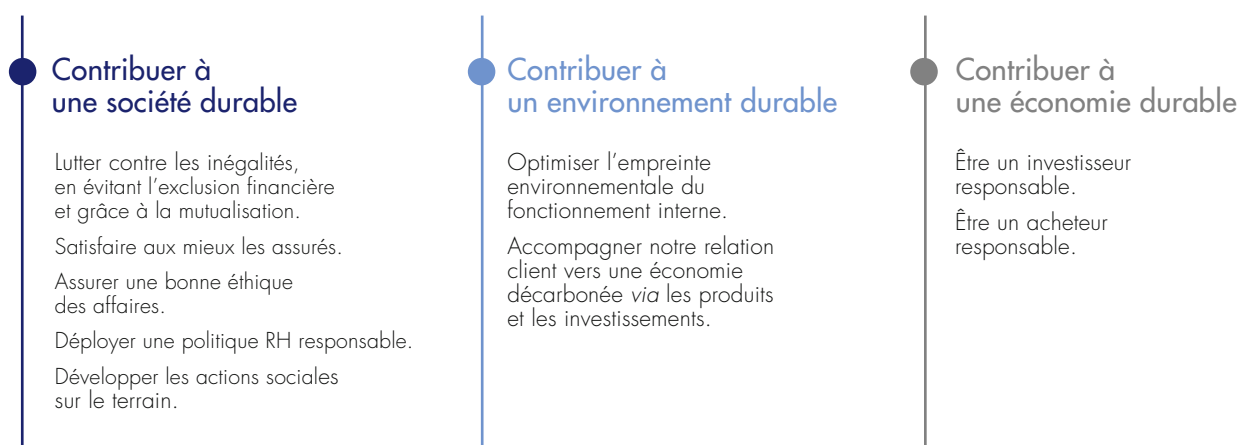 Contribuer à
une société durable
Lutter contre les inégalités,
en évitant l'exclusion financière
et grâce à la mutualisation.
Satisfaire aux mieux les assurés.
Assurer une bonne éthique
des affaires.
Déployer une politique RH responsable.
Développer les actions sociales
sur le terrain.
Contribuer à
un environnement durable
Optimiser l'empreinte
environnementale du
fonctionnement interne.
Accompagner notre relation
client vers une économie
décarbonée via les produits
et les investissements.
Contribuer à
une économie durable
Être un investisseur
responsable.
Être un acheteur
responsable.